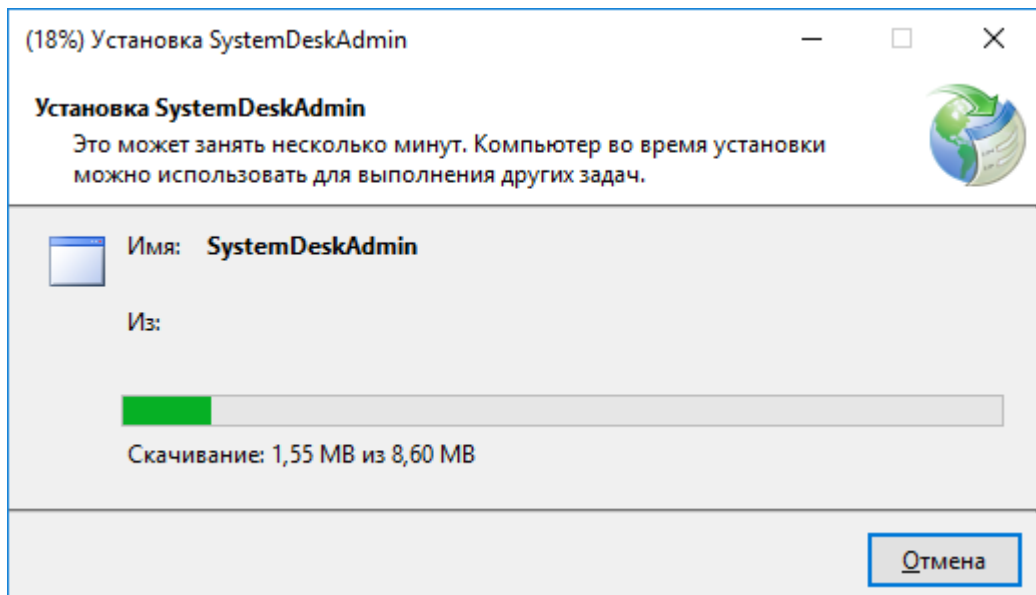 (18%) Установка SystemDeskAdmin
Установка SystemDeskAdmin
Это может занять несколько минут. Компьютер во время установки
можно использовать для выполнения других задач.
Имя: SystemDeskAdmin
Из:
Скачивание: 1,55 MB из 8,60 MB
Отмена